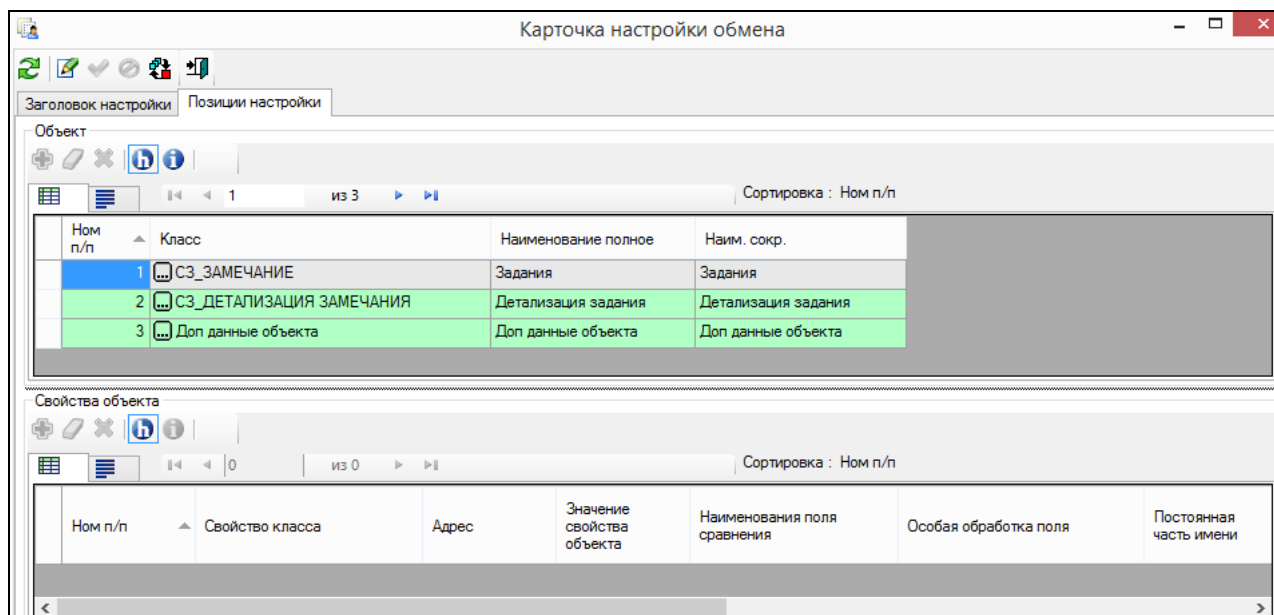 Карточка настройки обмена
Заголовок настройки Позиции настройки
Объект
1 из 3 Сортировка : Ном п/п
Ном п/п Класс Наименование полное Наим. сокр.
1 ... СЗ_ЗАМЕЧАНИЕ Задания Задания
2 ... СЗ_ДЕТАЛИЗАЦИЯ ЗАМЕЧАНИЯ Детализация задания Детализация задания
3 ... Доп данные объекта Доп данные объекта Доп данные объекта
Свойства объекта
0 из 0 Сортировка : Ном п/п
Ном п/п Свойство класса Адрес Значение свойства объекта Наименования поля сравнения Особая обработка поля Постоянная часть имени